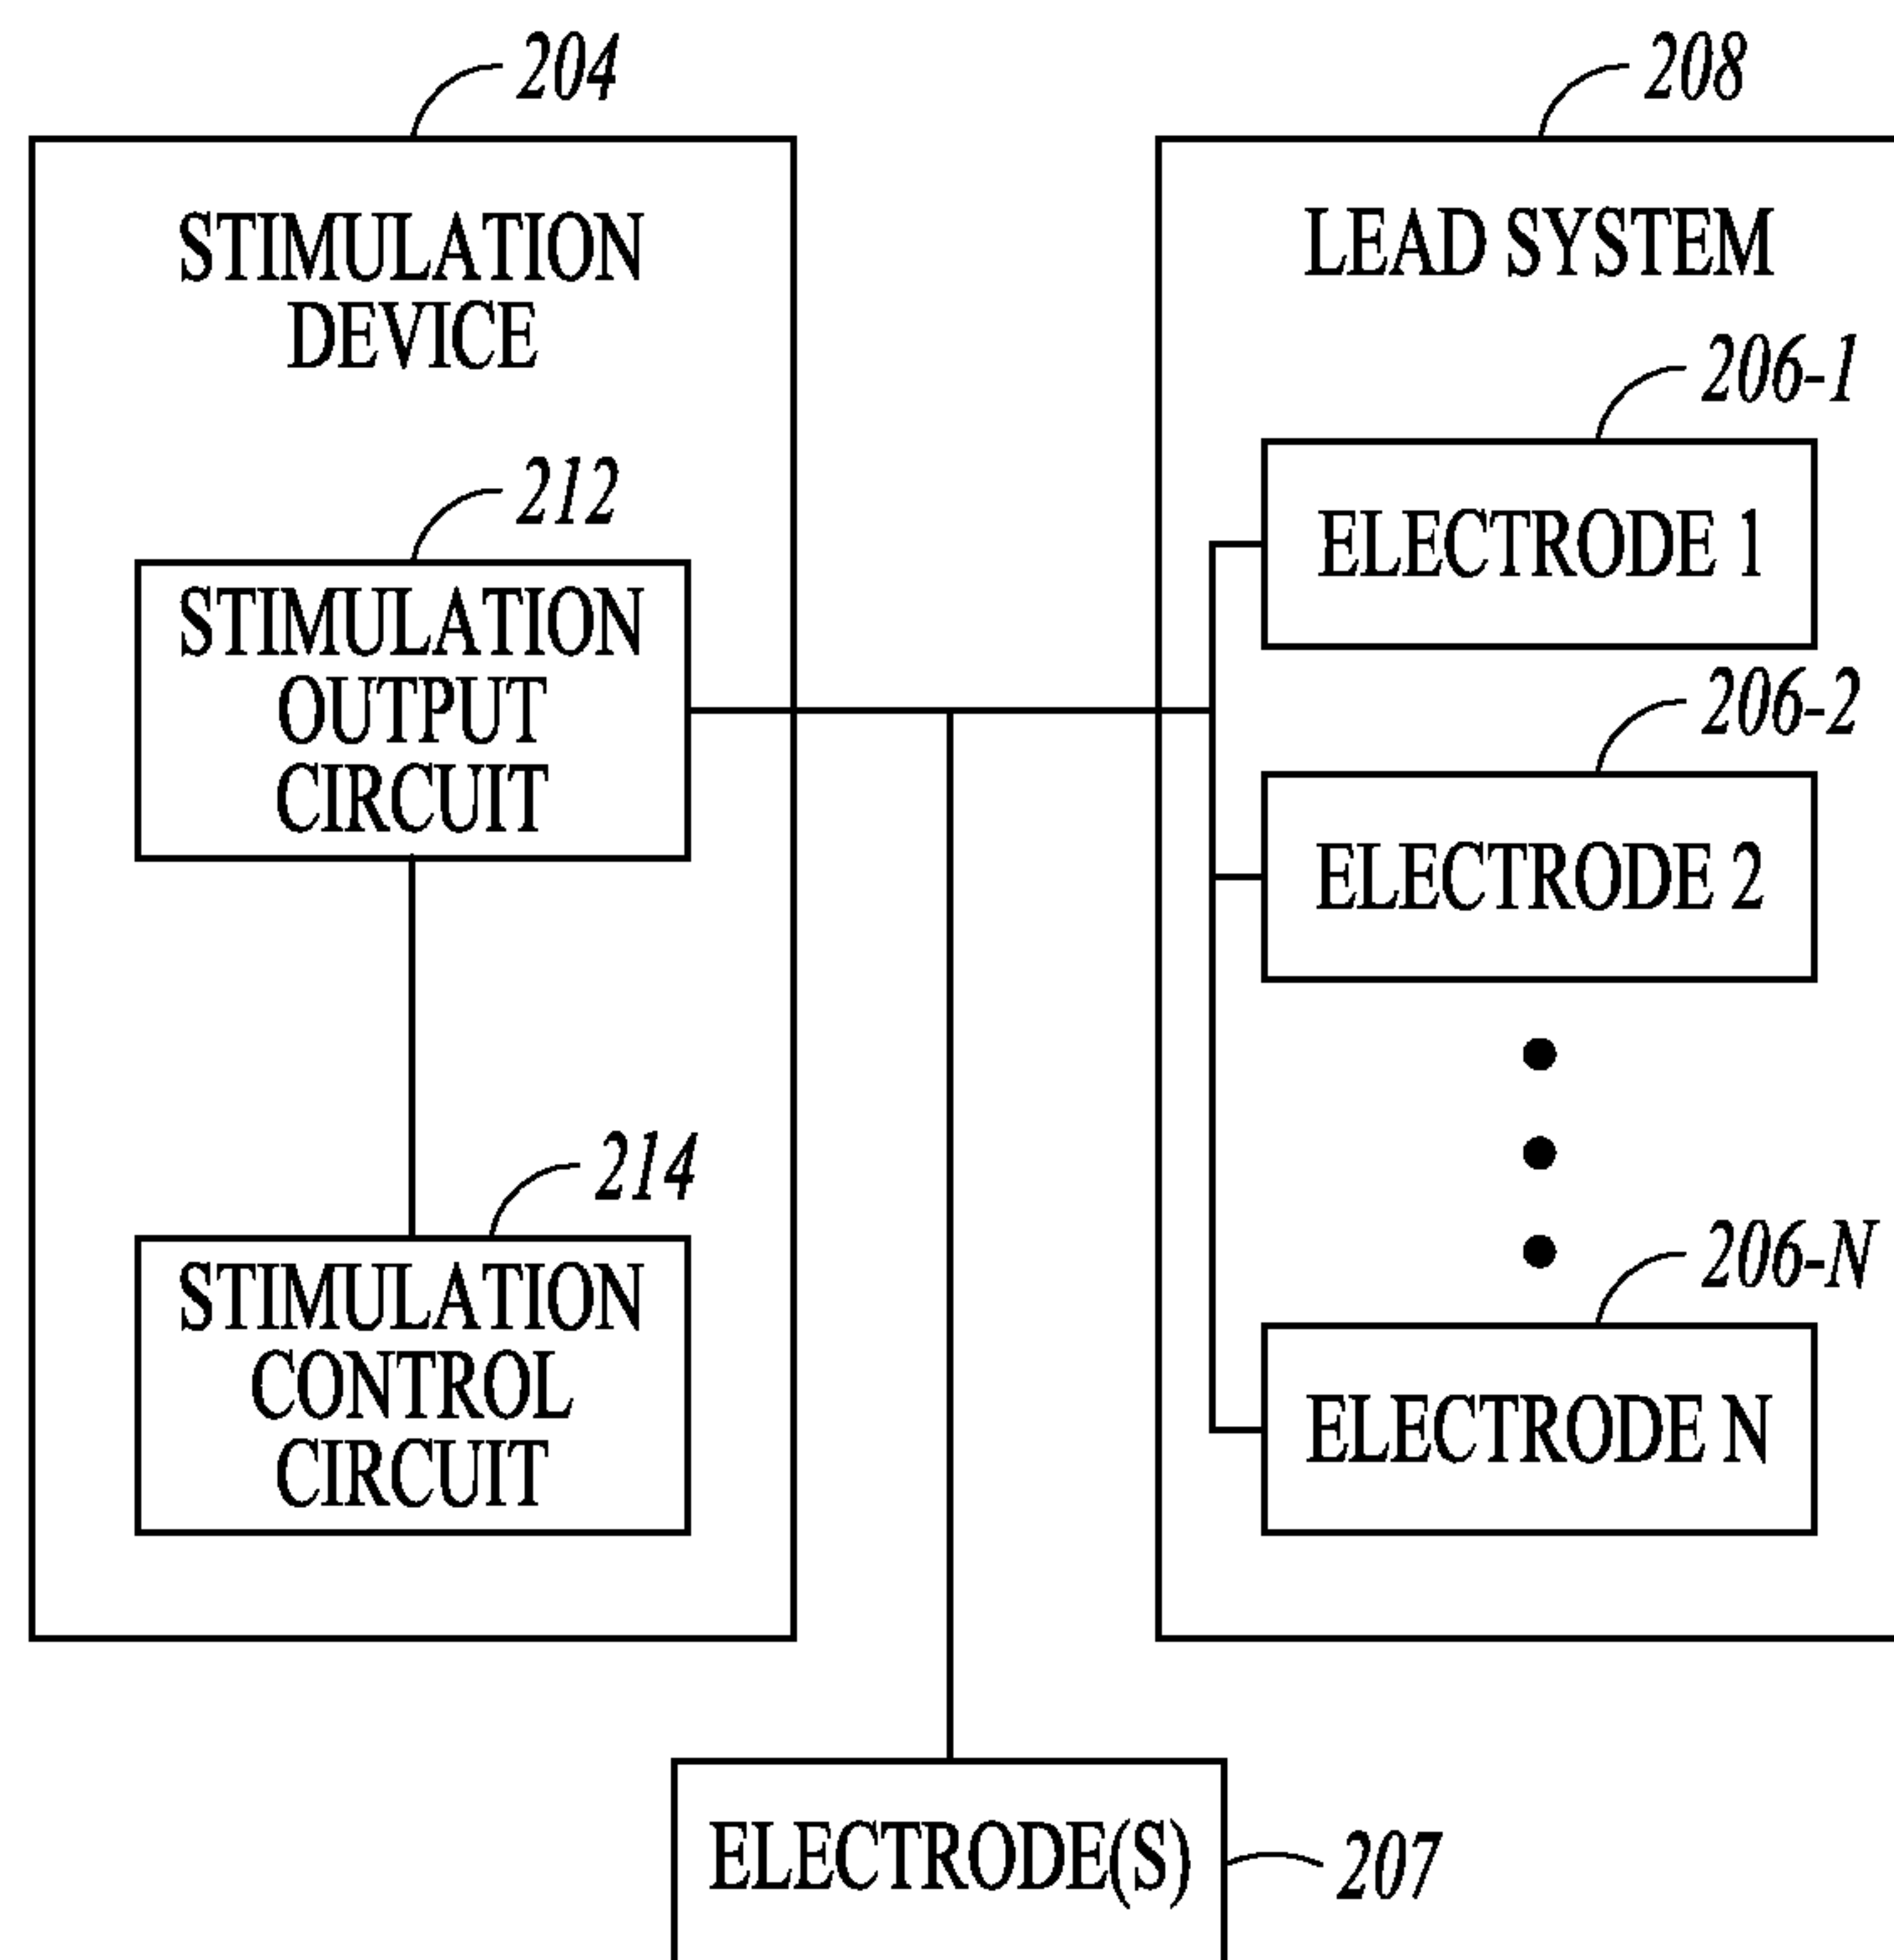 204
STIMULATION
DEVICE
212
STIMULATION
OUTPUT
CIRCUIT
214
STIMULATION
CONTROL
CIRCUIT
208
LEAD SYSTEM
206-1
ELECTRODE 1
206-2
ELECTRODE 2
206-N
ELECTRODE N
ELECTRODE(S)
207